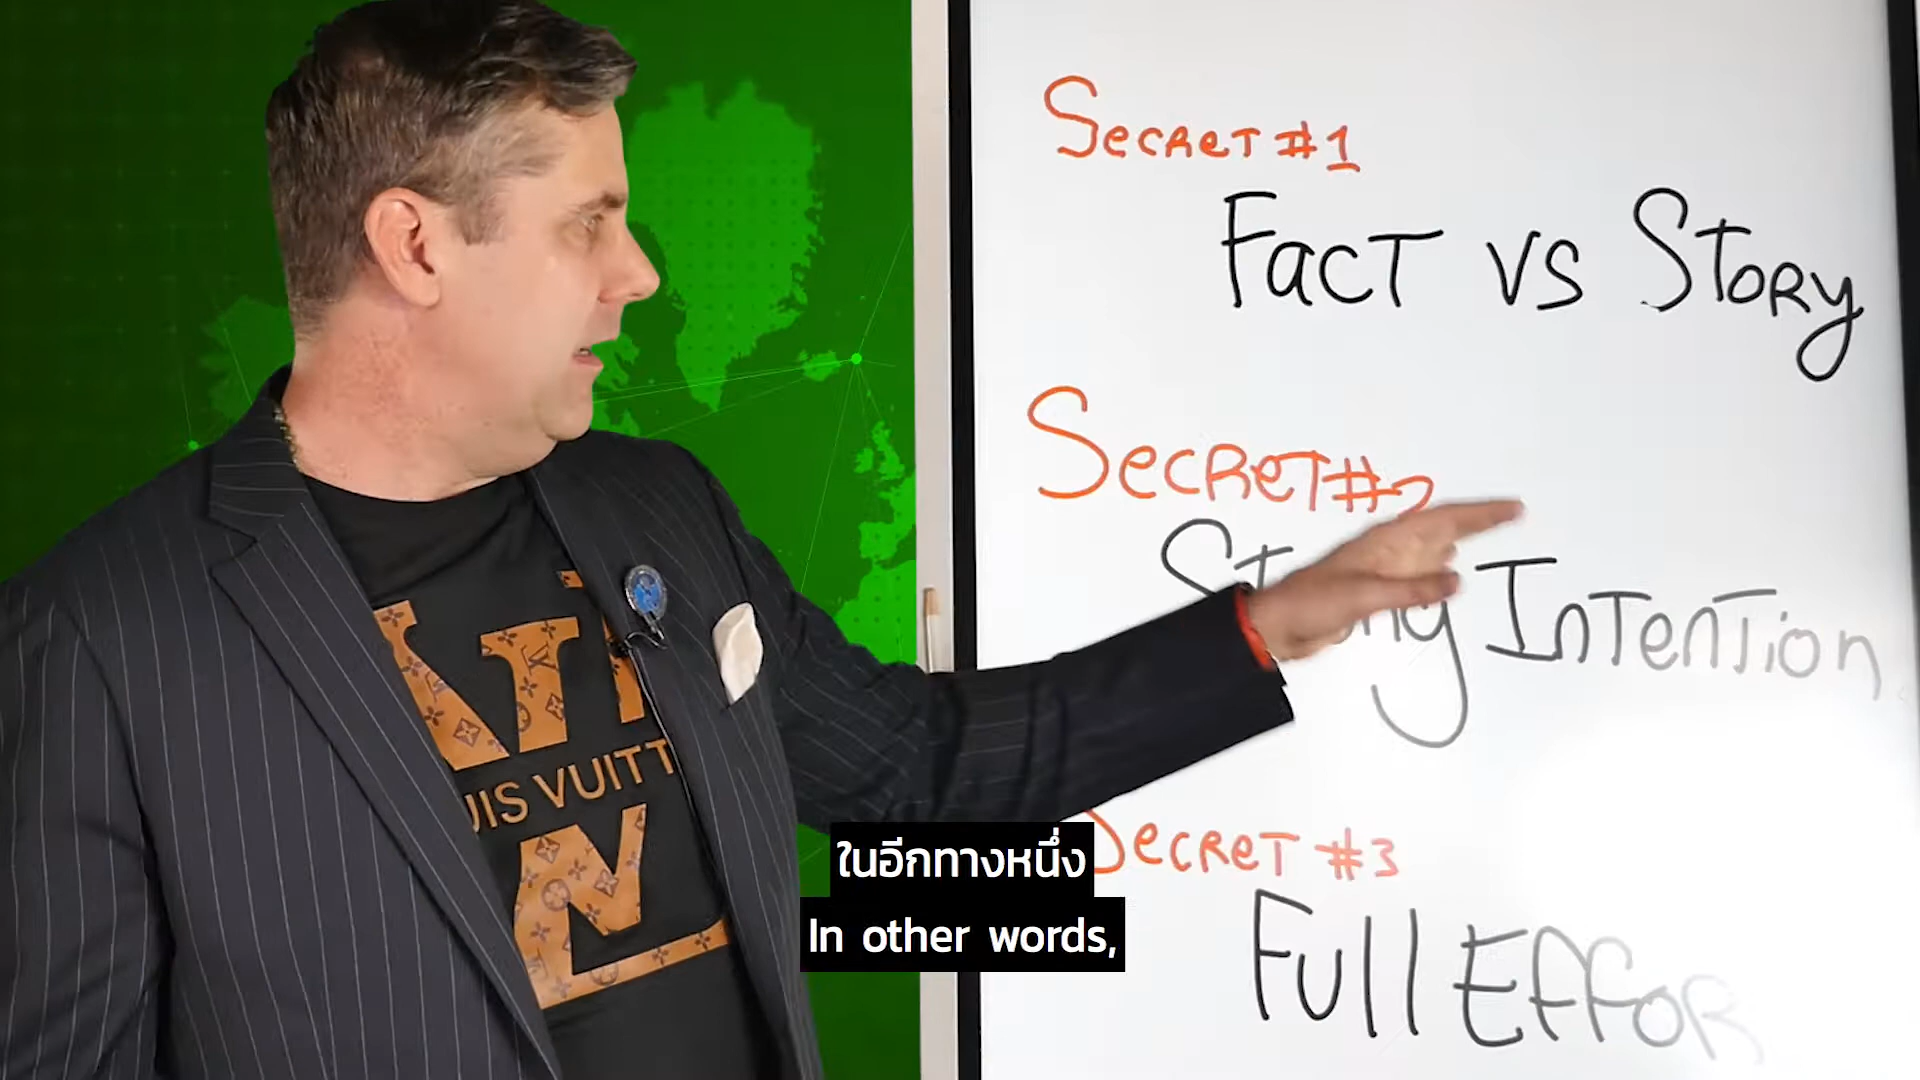 Secret #1
Fact vs Story
Secret #2
Intention
Secret #3
Full Effor
UIS VUITT
ในอีกทางหนึ่ง
In other words,